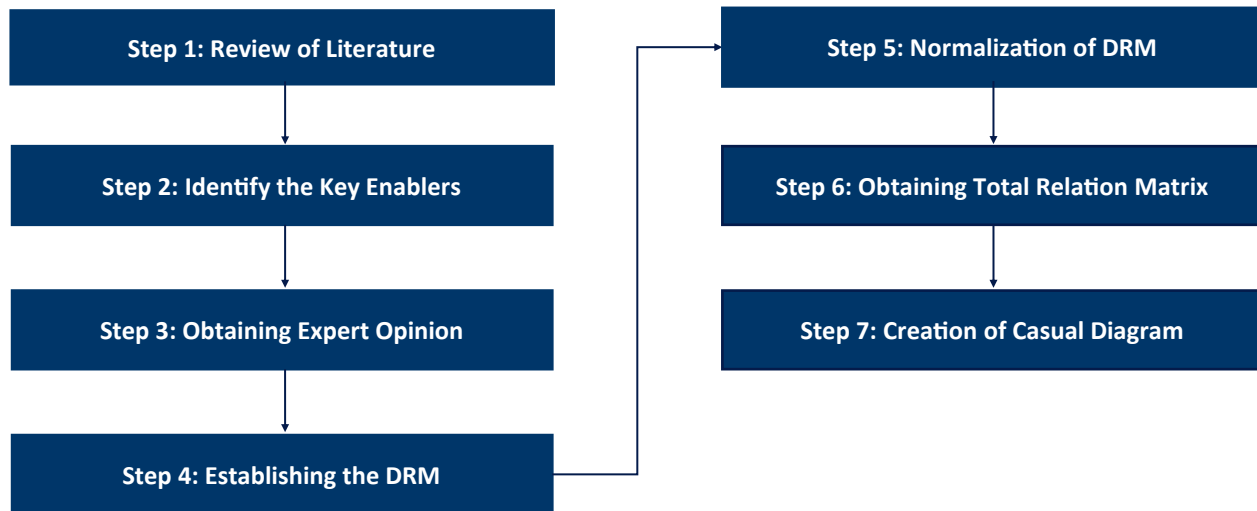 Step 1: Review of Literature
Step 2: Identify the Key Enablers
Step 3: Obtaining Expert Opinion
Step 4: Establishing the DRM
Step 5: Normalization of DRM
Step 6: Obtaining Total Relation Matrix
Step 7: Creation of Casual Diagram